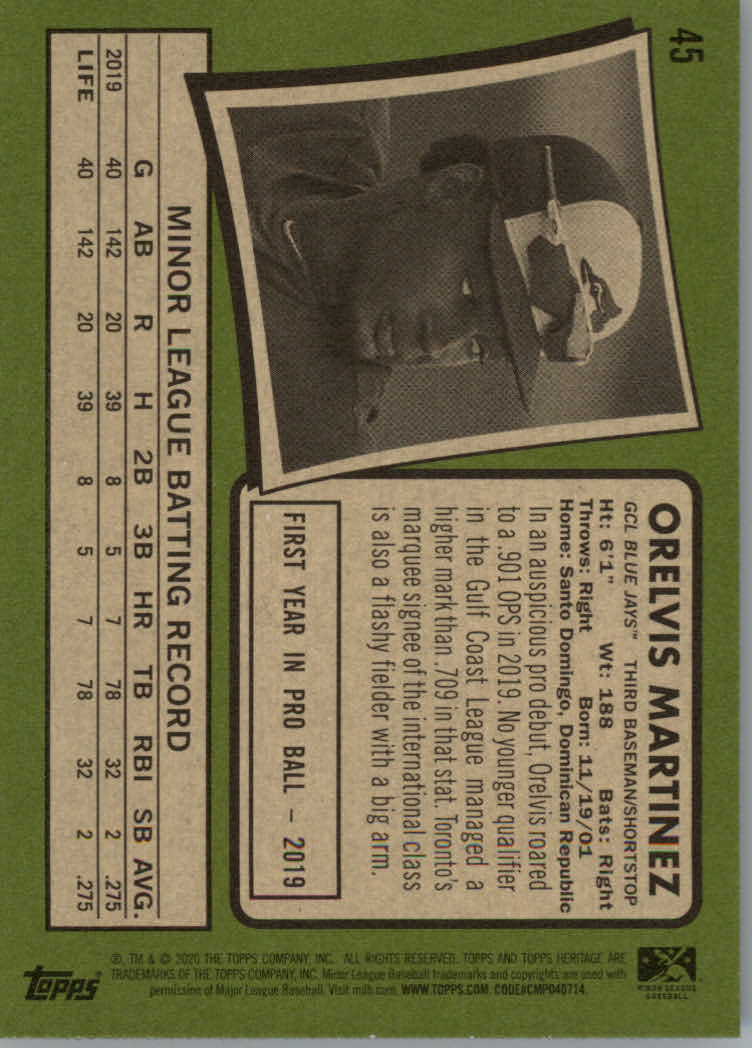 45
ORELVIS MARTINEZ
GCL BLUE JAYS™ THIRD BASEMAN/SHORTSTOP
Ht: 6'1" Wt: 188 Bats: Right
Throws: Right Born: 11/19/01
Home: Santo Domingo, Dominican Republic
In an auspicious pro debut, Orelvis roared
to a .901 OPS in 2019. No younger qualifier
in the Gulf Coast League managed a
higher mark than .709 in that stat. Toronto's
marquee signee of the international class
is also a flashy fielder with a big arm.
FIRST YEAR IN PRO BALL – 2019
MINOR LEAGUE BATTING RECORD
G AB R H 2B 3B HR TB RBI SB AVG.
2019 40 142 20 39 8 5 7 78 32 2 .275
LIFE 40 142 20 39 8 5 7 78 32 2 .275
MINOR LEAGUE
BASEBALL
®, TM & © 2020 THE TOPPS COMPANY, INC. ALL RIGHTS RESERVED. TOPPS AND TOPPS HERITAGE ARE
TRADEMARKS OF THE TOPPS COMPANY, INC. Minor League Baseball trademarks and copyrights are used with
permission of Major League Baseball. Visit milb.com. WWW.TOPPS.COM. CODE#CMP040714.
Topps®